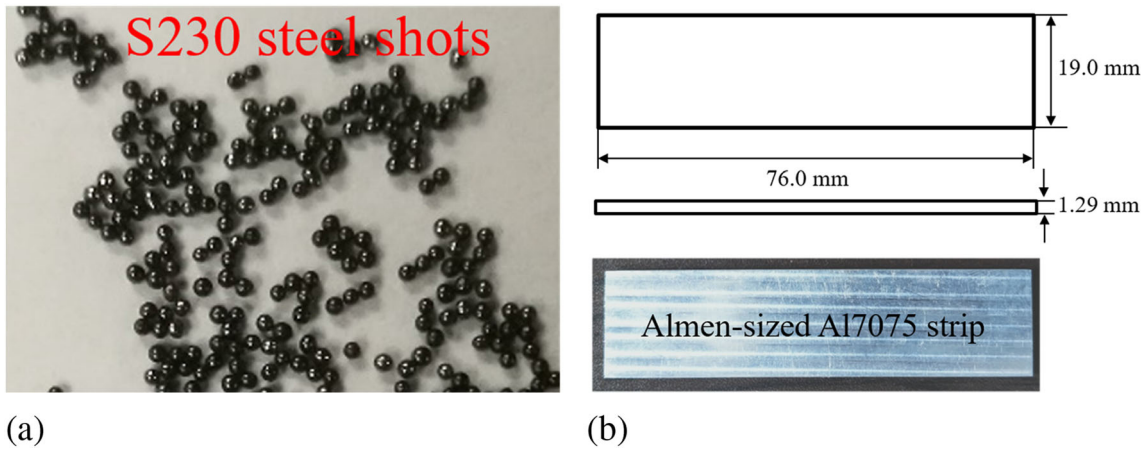 S230 steel shots
19.0 mm
76.0 mm
1.29 mm
Almen-sized Al7075 strip
(a)
(b)